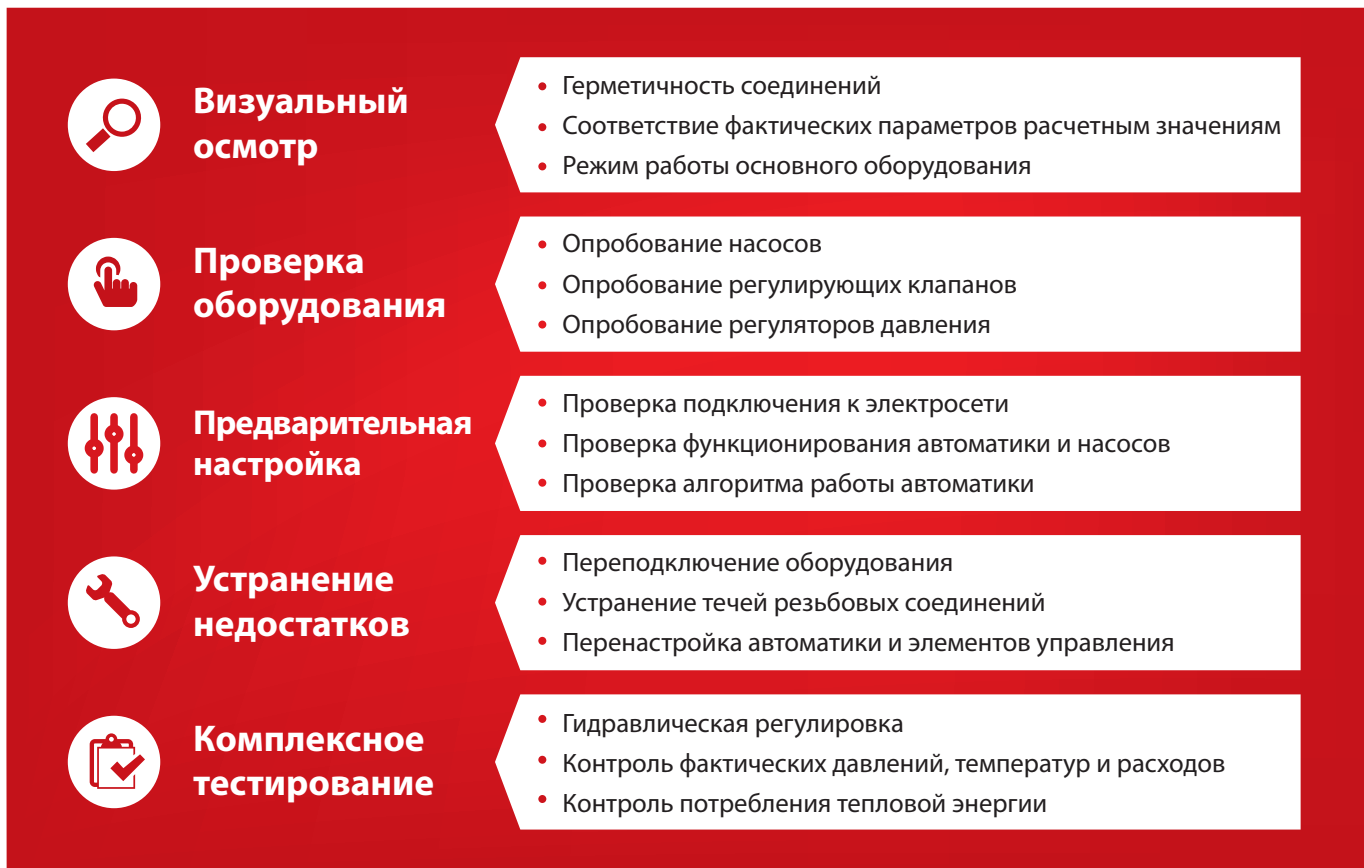 Визуальный
осмотр
• Герметичность соединений
• Соответствие фактических параметров расчетным значениям
• Режим работы основного оборудования
Проверка
оборудования
• Опробование насосов
• Опробование регулирующих клапанов
• Опробование регуляторов давления
Предварительная
настройка
• Проверка подключения к электросети
• Проверка функционирования автоматики и насосов
• Проверка алгоритма работы автоматики
Устранение
недостатков
• Переподключение оборудования
• Устранение течей резьбовых соединений
• Перенастройка автоматики и элементов управления
Комплексное
тестирование
• Гидравлическая регулировка
• Контроль фактических давлений, температур и расходов
• Контроль потребления тепловой энергии